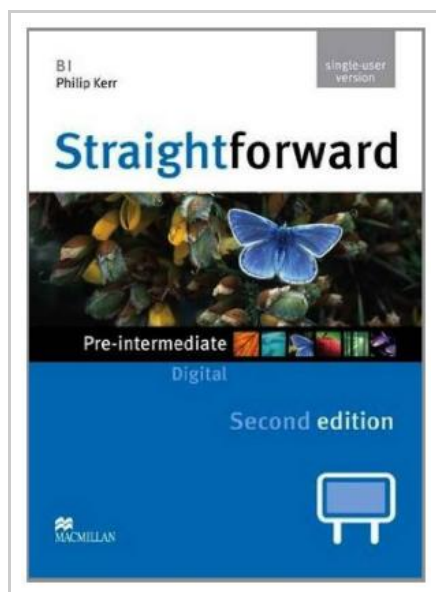 B1
Philip Kerr
single-user
version
Straightforward
Pre-intermediate
Digital
Second edition
MACMILLAN